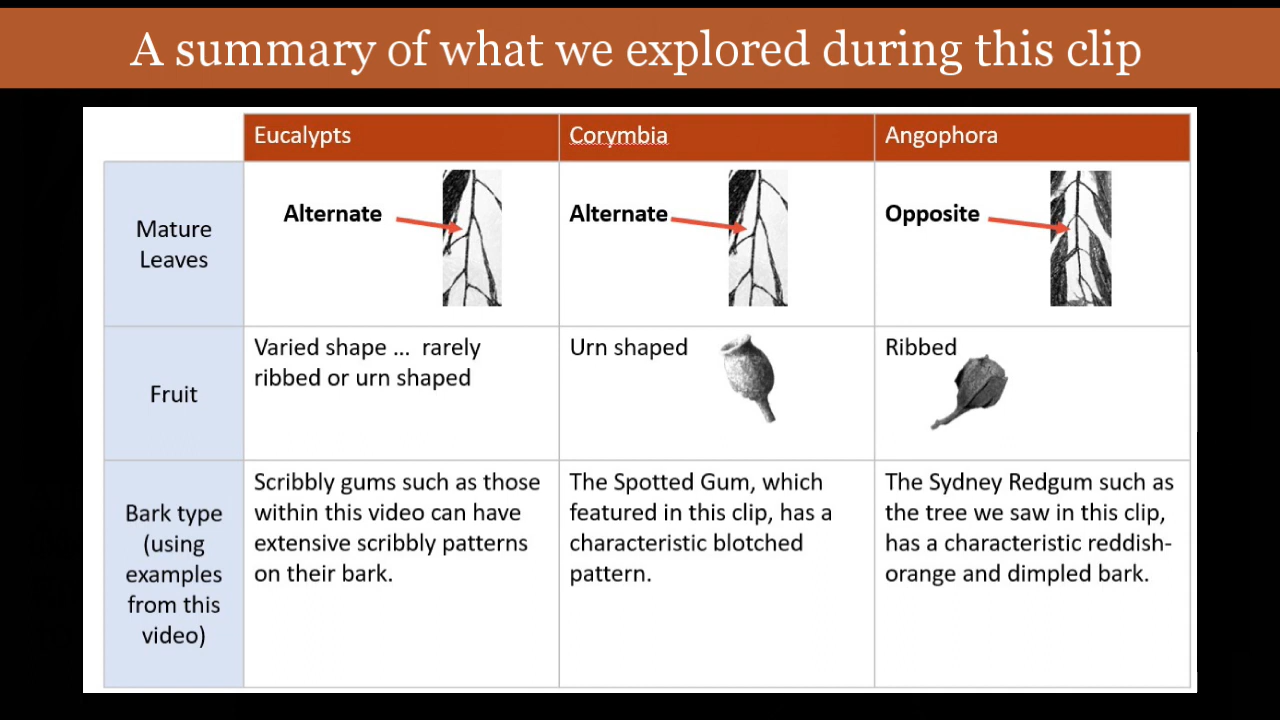 A summary of what we explored during this clip
Eucalypts
Corymbia
Angophora
Mature
Leaves
Alternate
Alternate
Opposite
Fruit
Varied shape ... rarely
ribbed or urn shaped
Urn shaped
Ribbed
Bark type
(using
examples
from this
video)
Scribbly gums such as those
within this video can have
extensive scribbly patterns
on their bark.
The Spotted Gum, which
featured in this clip, has a
characteristic blotched
pattern.
The Sydney Redgum such as
the tree we saw in this clip,
has a characteristic reddish-
orange and dimpled bark.